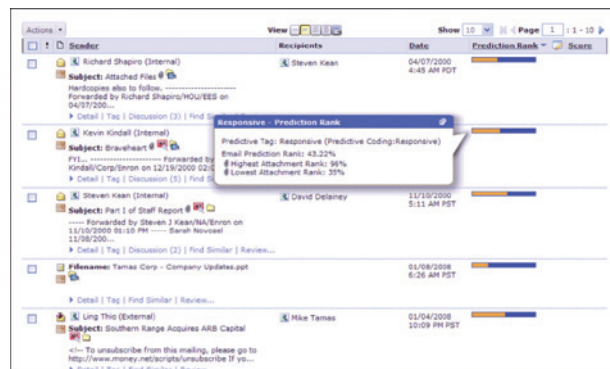 Actions
View
Show 10 Page 1 : 1 - 10
! Sender Recipients Date Prediction Rank Score
Richard Shapiro (Internal) Steven Kean 04/07/2000
4:45 AM PDT
Subject: Attached Files
Hardcopies also to follow. ----------------------
Forwarded by Richard Shapiro/HOU/EES on
04/07/200...
Detail | Tag | Discussion (3) | Find
Responsive - Prediction Rank
Predictive Tag: Responsive (Predictive Coding:Responsive)
Email Prediction Rank: 43.22%
Highest Attachment Rank: 96%
Lowest Attachment Rank: 35%
Kevin Kindall (Internal)
Subject: Braveheart
FYI... ---------------------- Forwarded by
Kindall/Corp/Enron on 12/19/2000 02:
Detail | Tag | Discussion (5) | Find
Steven Kean (Internal) David Delainey 11/10/2000
5:11 AM PST
Subject: Part I of Staff Report
----- Forwarded by Steven J Kean/NA/Enron on
11/10/2000 01:10 PM ----- Sarah Novosel
11/08/200...
Detail | Tag | Discussion (2) | Find Similar | Review...
Filename: Tamas Corp - Company Updates.ppt 01/08/2008
6:26 AM PST
Detail | Tag | Find Similar | Review...
Ling Thio (External) Mike Tamas 01/04/2008
10:09 PM PST
Subject: Southern Range Acquires ARB Capital
<!-- To unsubscribe from this mailing, please go to
http://www.money.net/scripts/unsubscribe If yo...
Detail | Tag | Find Similar | Review